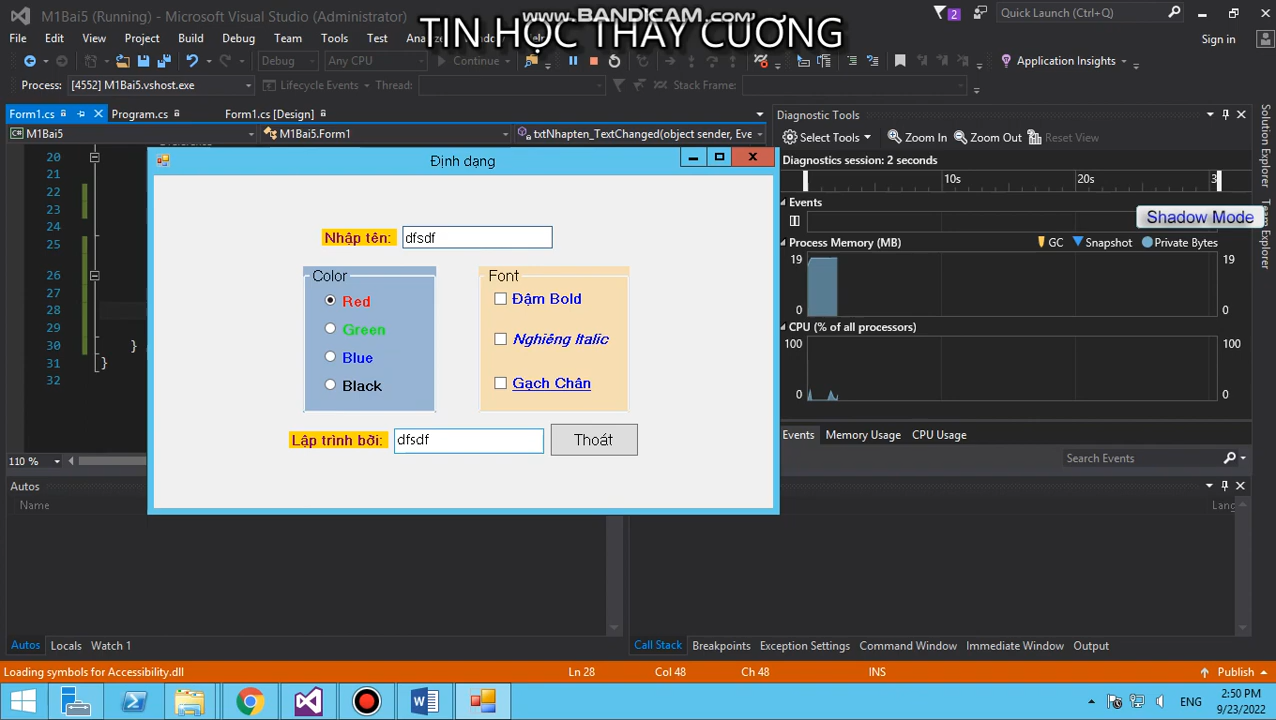 M1Bai5 (Running) - Microsoft Visual Studio (Administrator)
www.BANDICAM.com
2
Quick Launch (Ctrl+Q)
TIN HỌC THẦY CƯƠNG
File Edit View Project Build Debug Team Tools Test
Sign in
Debug
Any CPU
Continue
Application Insights
Process: [4552] M1Bai5.vshost.exe
Lifecycle Events
Thread:
Stack Frame:
Form1.cs
Program.cs
Form1.cs [Design]
M1Bai5
M1Bai5.Form1
txtNhapten_TextChanged(object sender, Eve
20
21
22
23
24
25
26
27
28
29
30 }
31 }
32
110 %
Định dạng
Nhập tên: dfsdf
Color
Red
Green
Blue
Black
Font
Đậm Bold
Nghiêng Italic
Gạch Chân
Lập trình bởi: dfsdf
Thoát
Diagnostic Tools
Select Tools
Zoom In
Zoom Out
Reset View
Diagnostics session: 2 seconds
10s 20s 3
Events
Shadow Mode
Process Memory (MB)
GC
Snapshot
Private Bytes
19 19
0 0
CPU (% of all processors)
100 100
0 0
Events
Memory Usage
CPU Usage
Search Events
Solution Explorer
Team Explorer
Autos
Name
Lang
Autos
Locals
Watch 1
Call Stack
Breakpoints
Exception Settings
Command Window
Immediate Window
Output
Loading symbols for Accessibility.dll
Ln 28
Col 48
Ch 48
INS
Publish
ENG
2:50 PM
9/23/2022